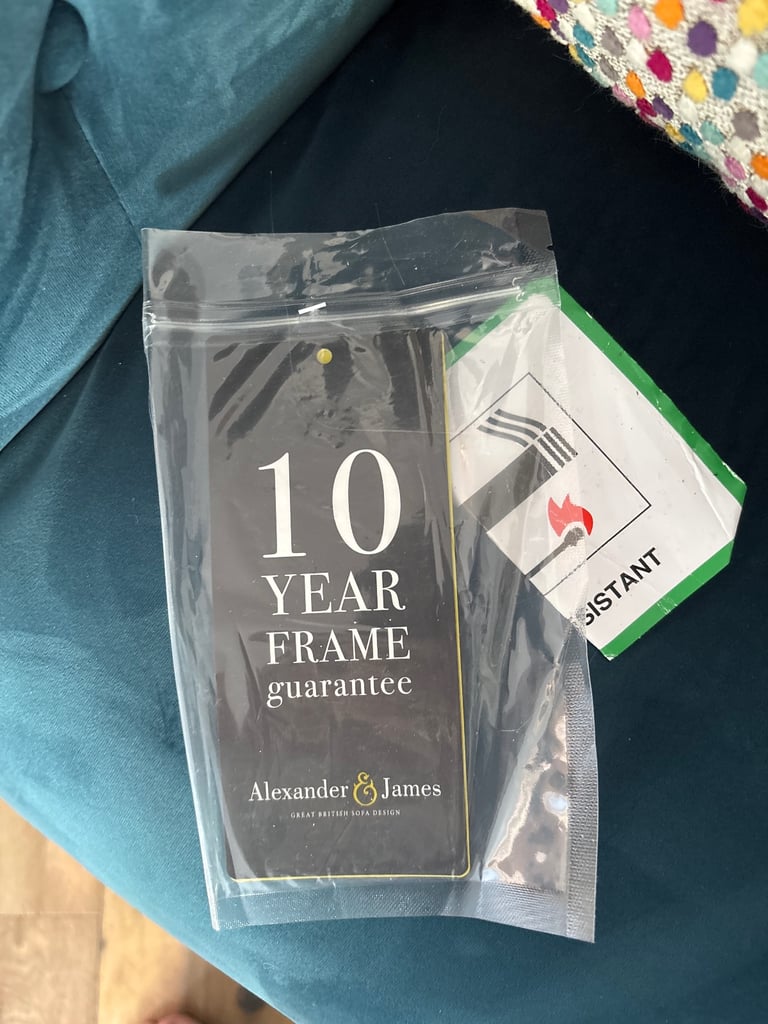 10
YEAR
FRAME
guarantee
Alexander & James
GREAT BRITISH SOFA DESIGN
SISTANT